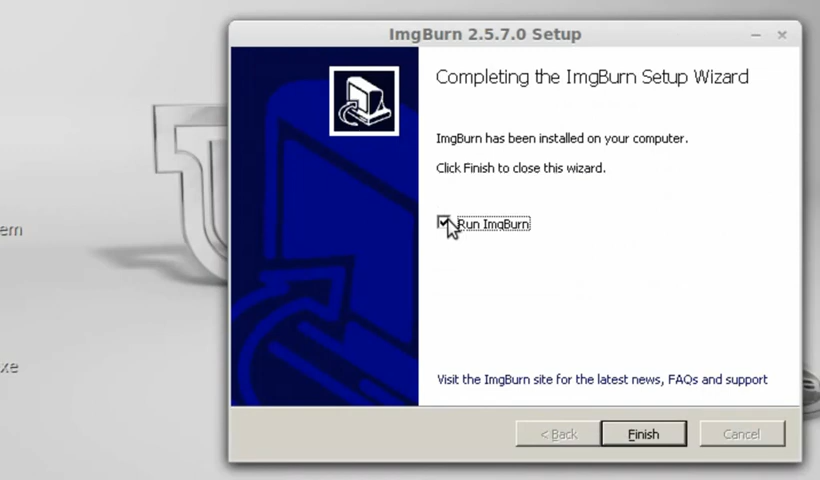 ImgBurn 2.5.7.0 Setup
Completing the ImgBurn Setup Wizard
ImgBurn has been installed on your computer.
Click Finish to close this wizard.
Run ImgBurn
em
xe
Visit the ImgBurn site for the latest news, FAQs and support
< Back
Finish
Cancel